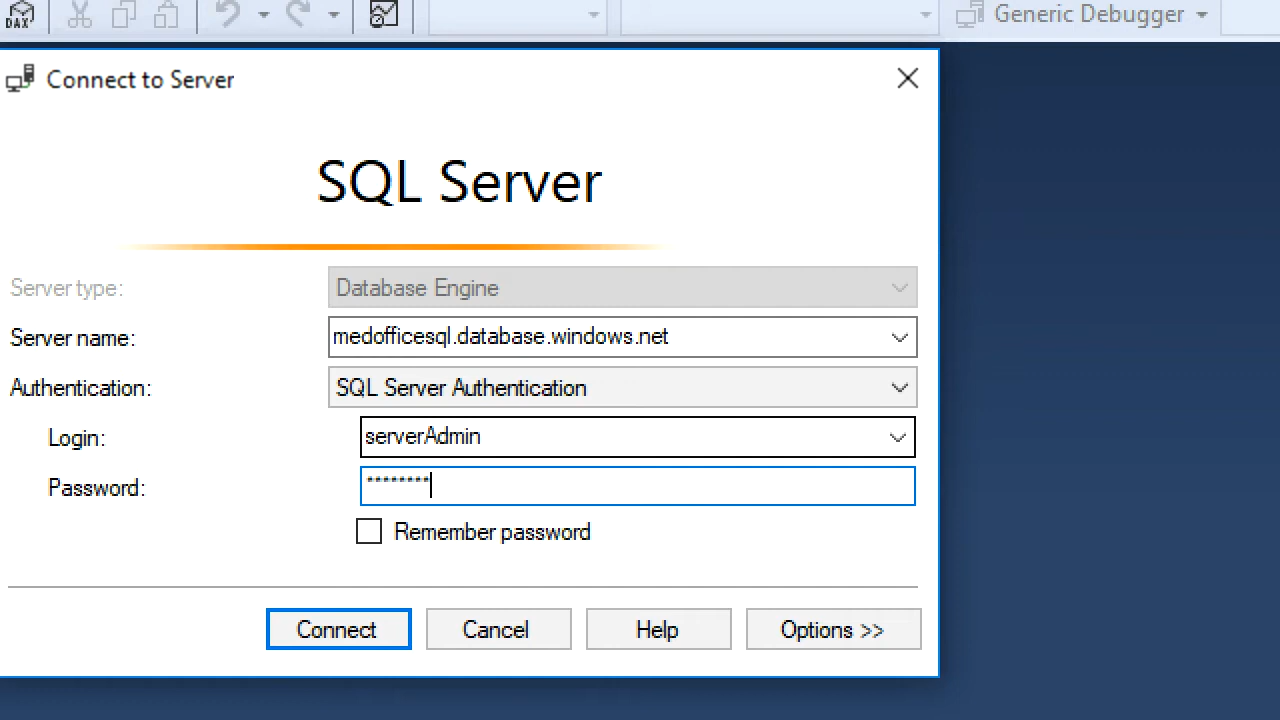 DAX
Generic Debugger
Connect to Server
SQL Server
Server type: Database Engine
Server name: medofficesql.database.windows.net
Authentication: SQL Server Authentication
Login: serverAdmin
Password: ********
Remember password
Connect Cancel Help Options >>